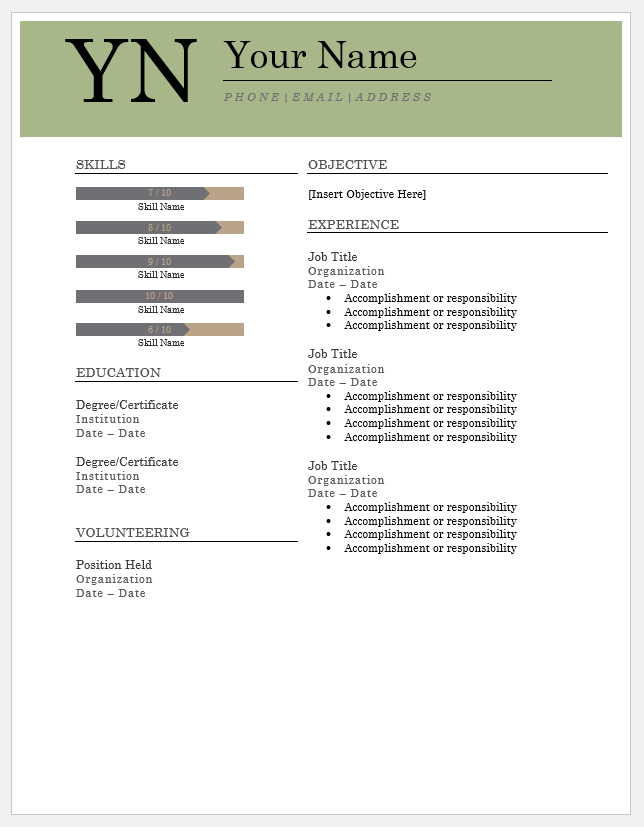 YN
Your Name
PHONE|EMAIL|ADDRESS
SKILLS
7 / 10
Skill Name
8 / 10
Skill Name
9 / 10
Skill Name
10 / 10
Skill Name
6 / 10
Skill Name
EDUCATION
Degree/Certificate
Institution
Date – Date
Degree/Certificate
Institution
Date – Date
VOLUNTEERING
Position Held
Organization
Date – Date
OBJECTIVE
[Insert Objective Here]
EXPERIENCE
Job Title
Organization
Date – Date
• Accomplishment or responsibility
• Accomplishment or responsibility
• Accomplishment or responsibility
Job Title
Organization
Date – Date
• Accomplishment or responsibility
• Accomplishment or responsibility
• Accomplishment or responsibility
• Accomplishment or responsibility
Job Title
Organization
Date – Date
• Accomplishment or responsibility
• Accomplishment or responsibility
• Accomplishment or responsibility
• Accomplishment or responsibility